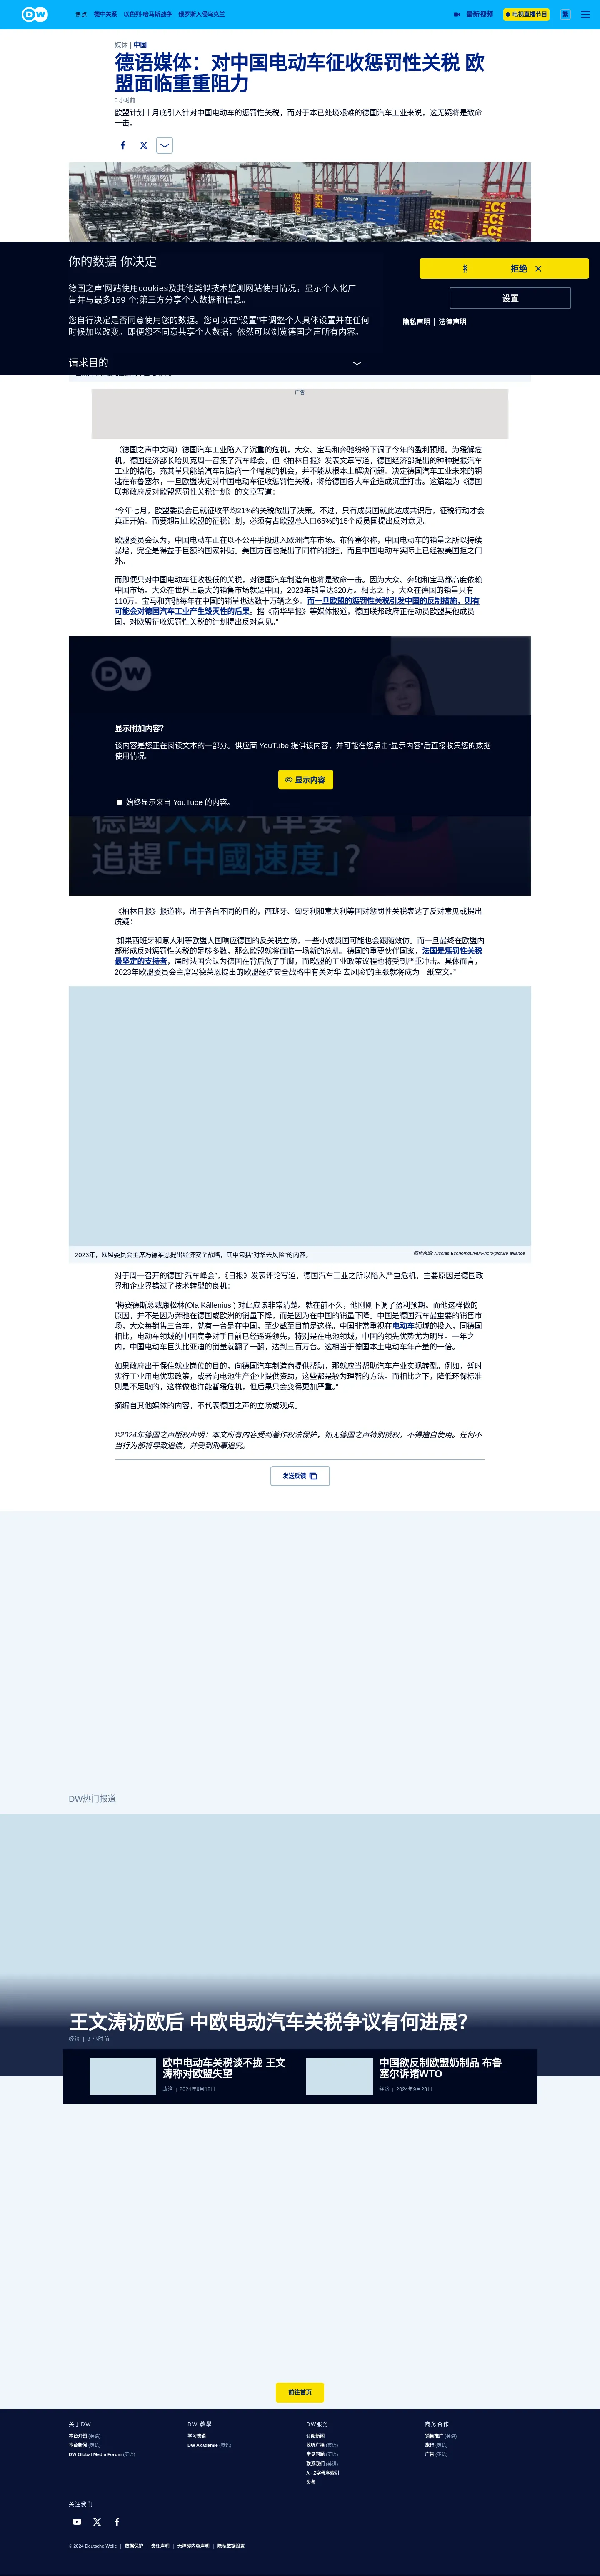 DW
焦点 德中关系 以色列-哈马斯战争 俄罗斯入侵乌克兰 最新视频 电视直播节目 繁
媒体 | 中国
德语媒体：对中国电动车征收惩罚性关税 欧
盟面临重重阻力
5 小时前
欧盟计划十月底引入针对中国电动车的惩罚性关税，而对于本已处境艰难的德国汽车工业来说，这无疑将是致命
一击。
你的数据 你决定
德国之声'网站使用cookies及其他类似技术监测网站使用情况，显示个人化广
告并与最多169 个;第三方分享个人数据和信息。
您自行决定是否同意使用您的数据。您可以在"设置"中调整个人具体设置并在任何
时候加以改变。即便您不同意共享个人数据，依然可以浏览德国之声所有内容。
请求目的
拒绝
设置
隐私声明 | 法律声明
广告
（德国之声中文网）德国汽车业陷入了沉重的危机，大众、宝马和奔驰纷纷下调了今年的盈利预期。为缓解危
机，德国经济部长哈贝克周一召集了汽车峰会，但《柏林日报》发表文章写道，德国经济部提出的种种提振汽车
工业的措施，充其量只能给汽车制造商一个喘息的机会，并不能从根本上解决问题。决定德国汽车工业未来的钥
匙在布鲁塞尔，一旦欧盟决定对中国电动车征收惩罚性关税，将给德国各大车企造成沉重打击。这篇为《德国
联邦政府反对欧盟惩罚性关税计划》的文章写道：
"今年七月，欧盟委员会已就征收平均21%的关税做出了决策。不过，只有成员国就此达成共识后，征税行动才会
真正开始。而要想制止欧盟的征税计划，必须有占欧盟总人口65%的15个成员国提出反对意见。
欧盟委员会认为，中国电动车正在以不公平手段进入欧洲汽车市场。布鲁塞尔称，中国电动车的销量之所以持续
暴增，完全是得益于巨额的国家补贴。美国方面也提出了同样的指控，而且中国电动车实际上已经被美国拒之门
外。
而即便只对中国电动车征收极低的关税，对德国汽车制造商也将是致命一击。因为大众、奔驰和宝马都高度依赖
中国市场。大众在世界上最大的销售市场就是中国，2023年销量达320万。相比之下，大众在德国的销量只有
110万。宝马和奔驰每年在中国的销量也达数十万辆之多。而一旦欧盟的惩罚性关税引发中国的反制措施，则有
可能会对德国汽车工业产生毁灭性的后果。据《南华早报》等媒体报道，德国联邦政府正在动员欧盟其他成员
国，对欧盟征收惩罚性关税的计划提出反对意见。"
DW
显示附加内容?
该内容是您正在阅读文本的一部分。供应商 YouTube 提供该内容，并可能在您点击"显示内容"后直接收集您的数据
使用情况。
显示内容
始终显示来自 YouTube 的内容。
德國大眾汽車要
追趕「中國速度」?
《柏林日报》报道称，出于各自不同的目的，西班牙、匈牙利和意大利等国对惩罚性关税表达了反对意见或提出
质疑：
"如果西班牙和意大利等欧盟大国响应德国的反关税立场，一些小成员国可能也会跟随效仿。而一旦最终在欧盟内
部形成反对惩罚性关税的足够多数，那么欧盟就将面临一场新的危机。德国的重要伙伴国家，法国是惩罚性关税
最坚定的支持者，届时法国会认为德国在背后做了手脚，而欧盟的工业政策议程也将受到严重冲击。具体而言，
2023年欧盟委员会主席冯德莱恩提出的欧盟经济安全战略中有关对华'去风险'的主张就将成为一纸空文。"
2023年，欧盟委员会主席冯德莱恩提出经济安全战略，其中包括"对华去风险"的内容。
图像来源: Nicolas Economou/NurPhoto/picture alliance
对于周一召开的德国"汽车峰会"，《日报》发表评论写道，德国汽车工业之所以陷入严重危机，主要原因是德国政
界和企业界错过了技术转型的良机：
"梅赛德斯总裁康松林(Ola Källenius ) 对此应该非常清楚。就在前不久，他刚刚下调了盈利预期。而他这样做的
原因，并不是因为奔驰在德国或欧洲的销量下降，而是因为在中国的销量下降。中国是德国汽车最重要的销售市
场，大众每销售三台车，就有一台是在中国，至少截至目前是这样。中国非常重视在电动车领域的投入，同德国
相比，电动车领域的中国竞争对手目前已经遥遥领先，特别是在电池领域，中国的领先优势尤为明显。一年之
内，中国电动车巨头比亚迪的销量就翻了一翻，达到三百万台。这相当于德国本土电动车年产量的一倍。
如果政府出于保住就业岗位的目的，向德国汽车制造商提供帮助，那就应当帮助汽车产业实现转型。例如，暂时
实行工业用电优惠政策，或者向电池生产企业提供资助，这些都是较为理智的方法。而相比之下，降低环保标准
则是不足取的，这样做也许能暂缓危机，但后果只会变得更加严重。"
摘编自其他媒体的内容，不代表德国之声的立场或观点。
©2024年德国之声版权声明：本文所有内容受到著作权法保护，如无德国之声特别授权，不得擅自使用。任何不
当行为都将导致追偿，并受到刑事追究。
发送反馈
DW热门报道
王文涛访欧后 中欧电动汽车关税争议有何进展?
经济 | 8 小时前
欧中电动车关税谈不拢 王文
涛称对欧盟失望
政治 | 2024年9月18日
中国欲反制欧盟奶制品 布鲁
塞尔诉诸WTO
经济 | 2024年9月23日
前往首页
关于DW
本台介绍 (英语)
本台新闻 (英语)
DW Global Media Forum (英语)
DW 教學
学习德语
DW Akademie (英语)
DW服务
订阅新闻
收听广播 (英语)
常见问题 (英语)
联系我们 (英语)
A - Z字母序索引
头条
商务合作
销售推广 (英语)
旅行 (英语)
广告 (英语)
关注我们
© 2024 Deutsche Welle | 数据保护 | 责任声明 | 无障碍内容声明 | 隐私数据设置